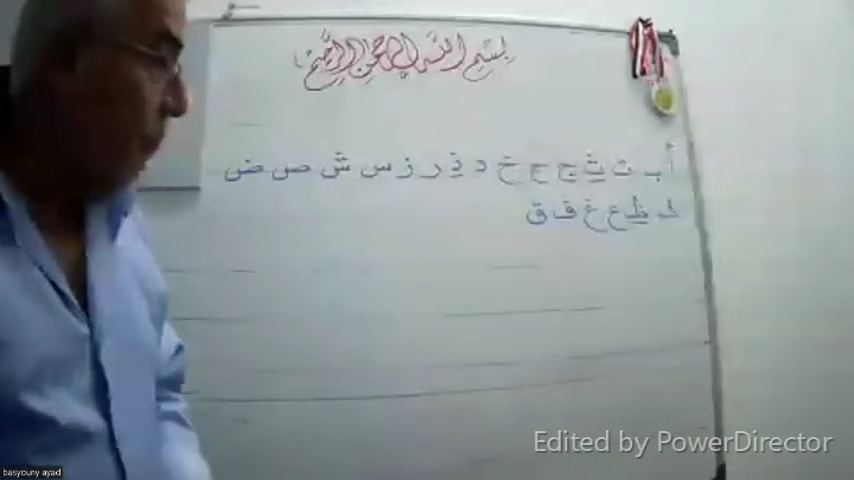 بسم الله الرحمن الرحيم
أ ب ت ث ج ح خ د ذ ر ز س ش ص ض
ط ظ ع غ ف ق
Edited by PowerDirector
basyouny ayad